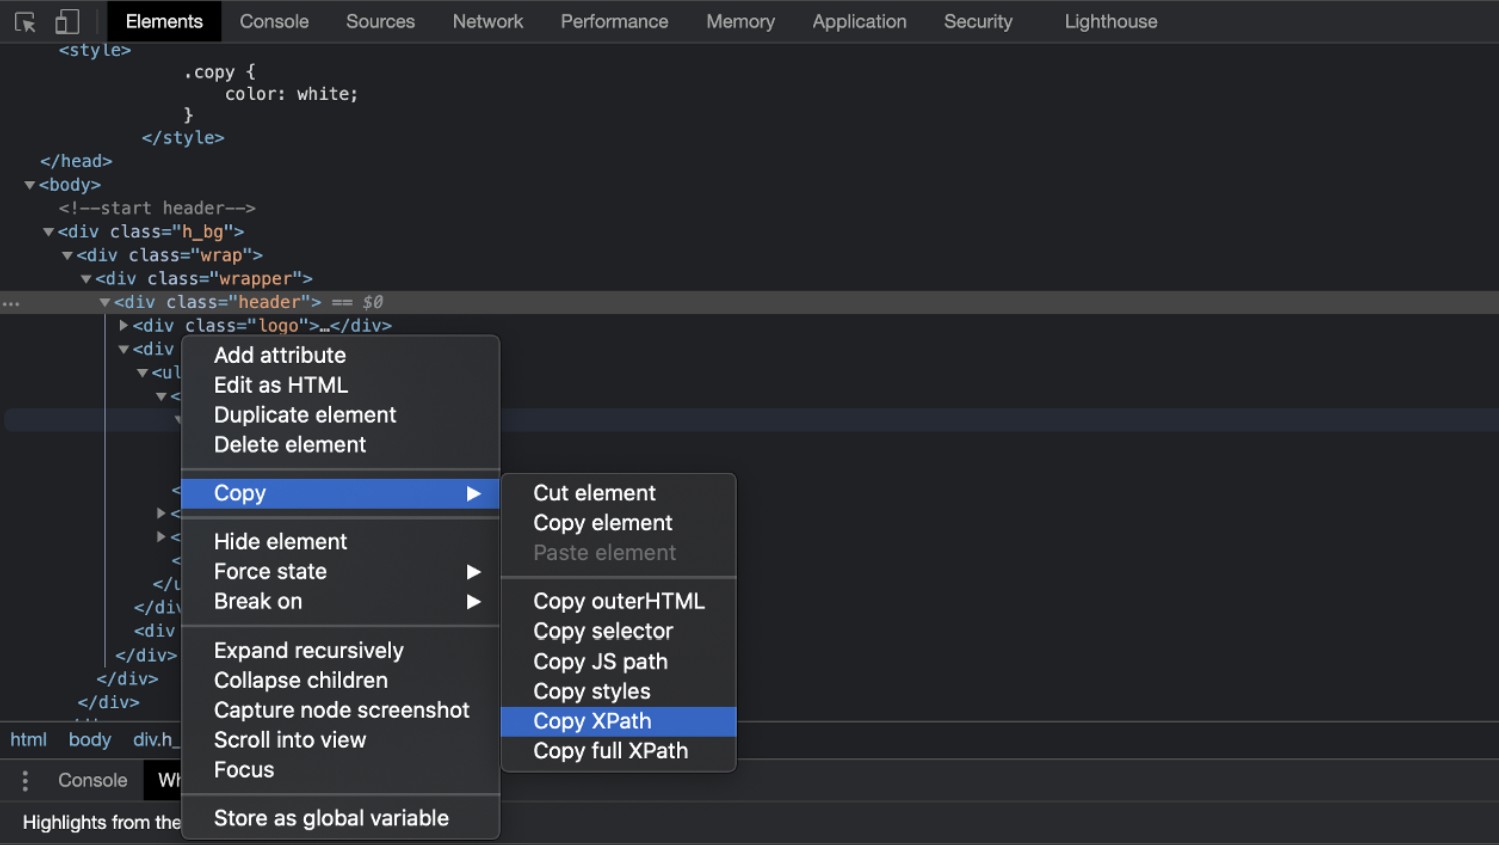 Elements Console Sources Network Performance Memory Application Security Lighthouse
<style>
.copy {
color: white;
}
</style>
</head>
<body>
<!--start header-->
<div class="h_bg">
<div class="wrap">
<div class="wrapper">
... <div class="header"> == $0
<div class="logo">…</div>
<div
<ul
<
<
<
<
<
</u
</div
<div
</div>
</div>
</div>
Add attribute
Edit as HTML
Duplicate element
Delete element
Copy
Hide element
Force state
Break on
Expand recursively
Collapse children
Capture node screenshot
Scroll into view
Focus
Store as global variable
Cut element
Copy element
Paste element
Copy outerHTML
Copy selector
Copy JS path
Copy styles
Copy XPath
Copy full XPath
html body div.h_
Console Wh
Highlights from the